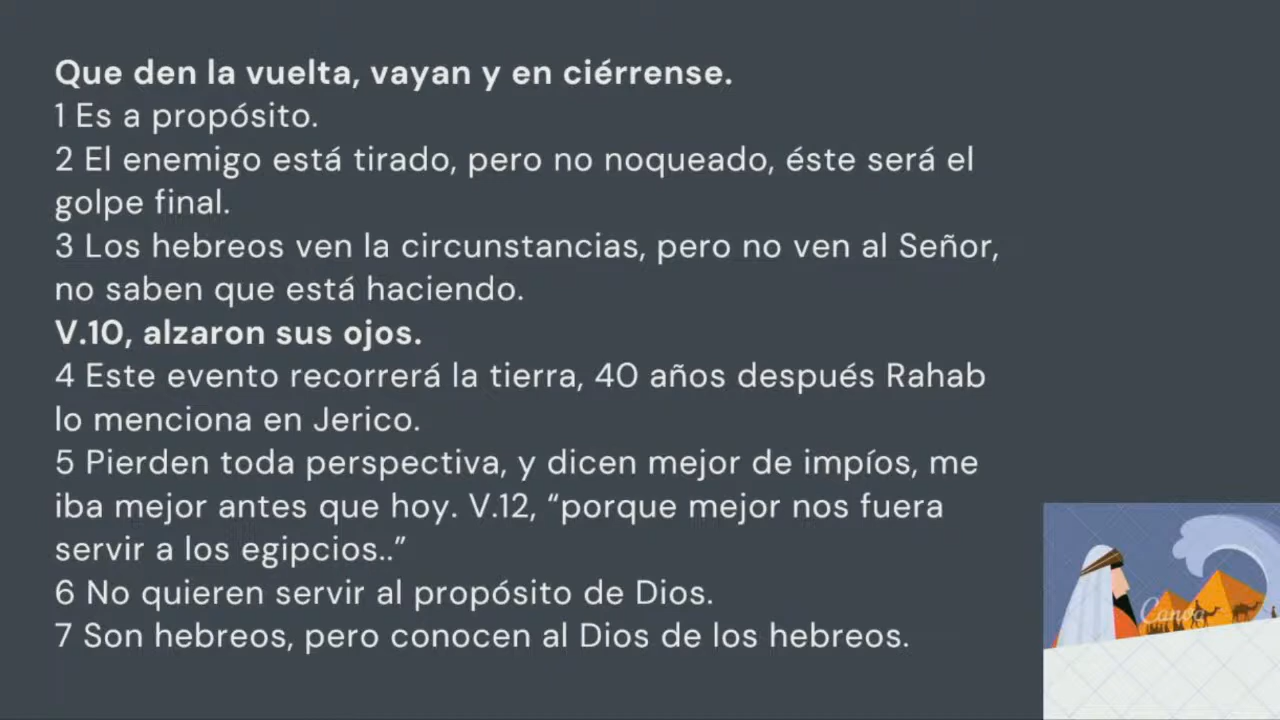 Que den la vuelta, vayan y en ciérrense.
1 Es a propósito.
2 El enemigo está tirado, pero no noqueado, éste será el
golpe final.
3 Los hebreos ven la circunstancias, pero no ven al Señor,
no saben que está haciendo.
V.10, alzaron sus ojos.
4 Este evento recorrerá la tierra, 40 años después Rahab
lo menciona en Jerico.
5 Pierden toda perspectiva, y dicen mejor de impíos, me
iba mejor antes que hoy. V.12, “porque mejor nos fuera
servir a los egipcios..”
6 No quieren servir al propósito de Dios.
7 Son hebreos, pero conocen al Dios de los hebreos.
Canva